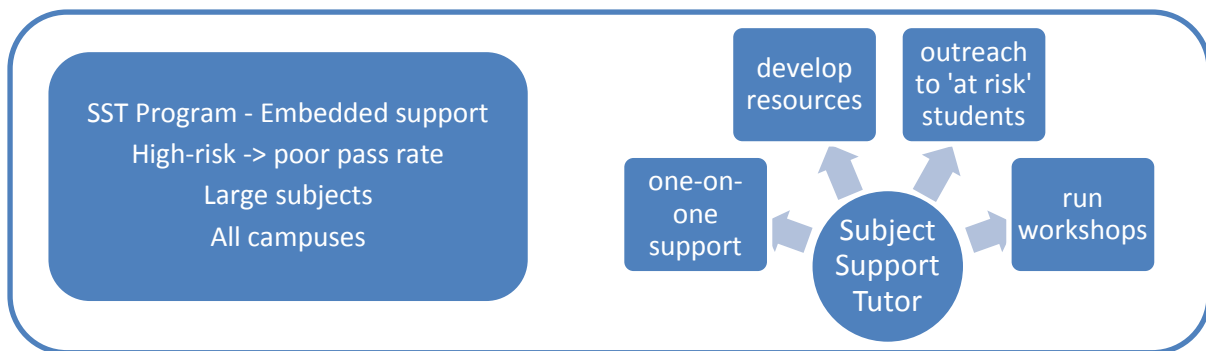 SST Program - Embedded support
High-risk -> poor pass rate
Large subjects
All campuses
one-on-
one
support
develop
resources
outreach
to 'at risk'
students
run
workshops
Subject
Support
Tutor